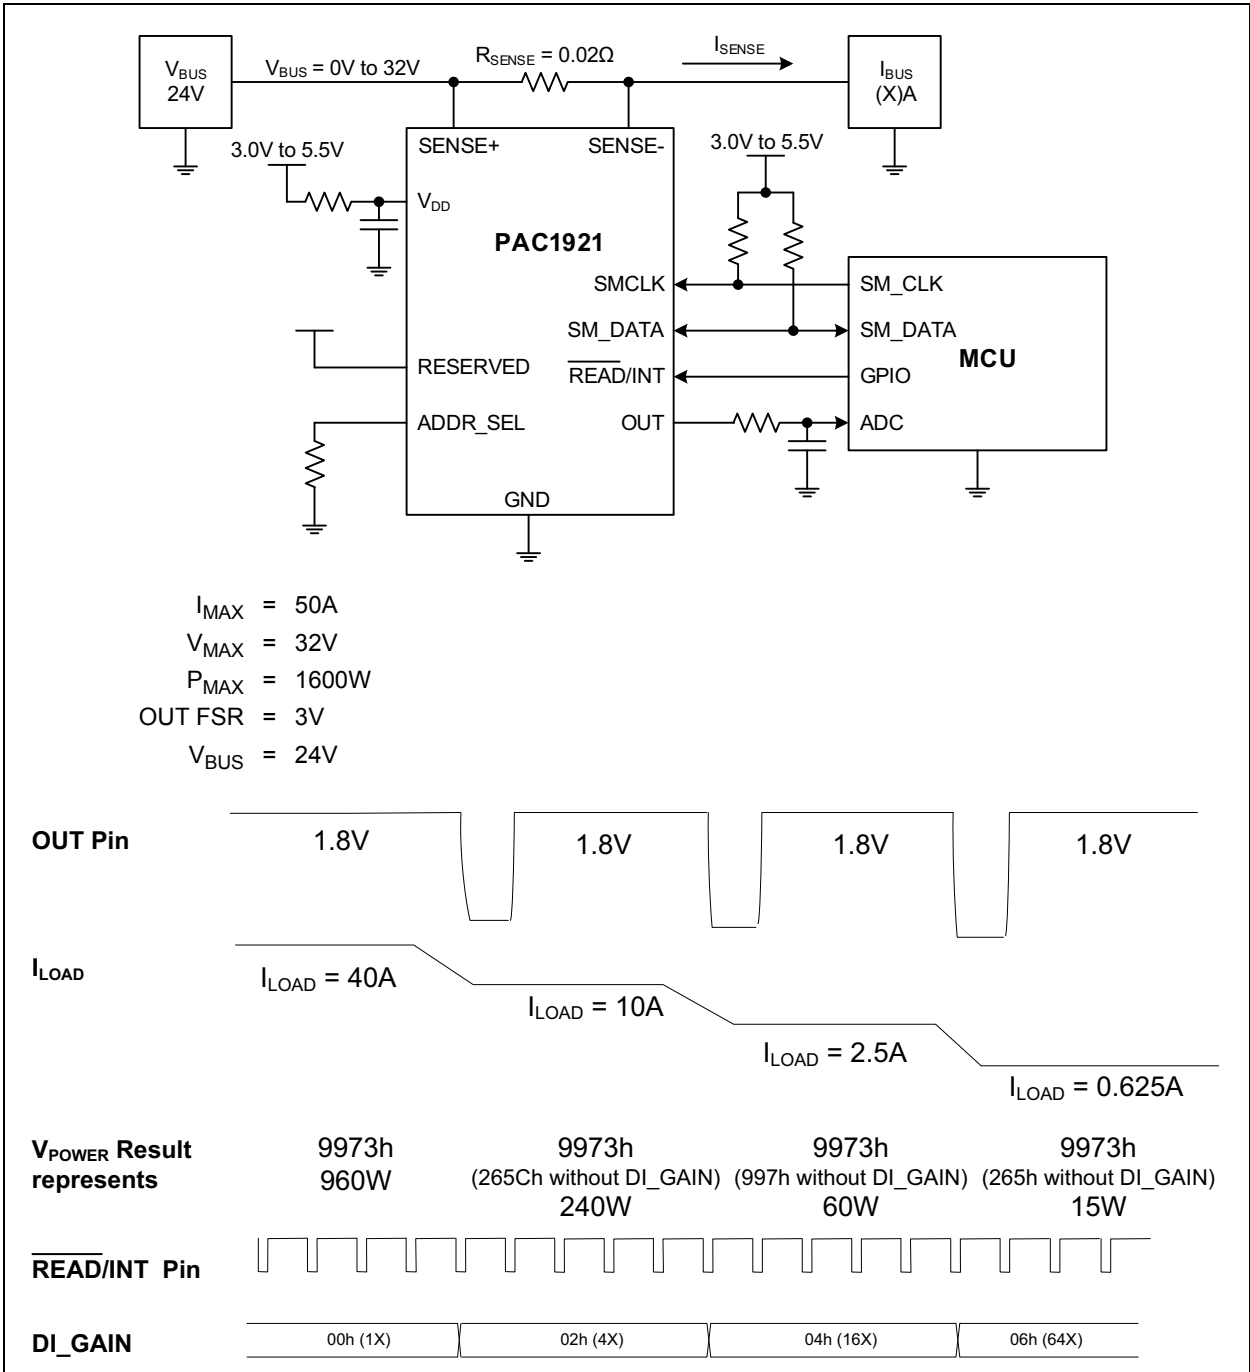 V_BUS
24V
V_BUS = 0V to 32V
R_SENSE = 0.02Ω
I_SENSE
I_BUS
(X)A
3.0V to 5.5V
SENSE+
SENSE-
3.0V to 5.5V
V_DD
PAC1921
SMCLK
SM_CLK
SM_DATA
SM_DATA
MCU
RESERVED
READ/INT
GPIO
ADDR_SEL
OUT
ADC
GND
I_MAX = 50A
V_MAX = 32V
P_MAX = 1600W
OUT FSR = 3V
V_BUS = 24V
OUT Pin
1.8V
1.8V
1.8V
1.8V
I_LOAD
I_LOAD = 40A
I_LOAD = 10A
I_LOAD = 2.5A
I_LOAD = 0.625A
V_POWER Result
represents
9973h
960W
9973h
(265Ch without DI_GAIN)
240W
9973h
(997h without DI_GAIN)
60W
9973h
(265h without DI_GAIN)
15W
READ/INT Pin
DI_GAIN
00h (1X)
02h (4X)
04h (16X)
06h (64X)